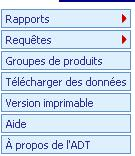 Rapports
Requêtes
Groupes de produits
Télécharger des données
Version imprimable
Aide
À propos de l'ADT